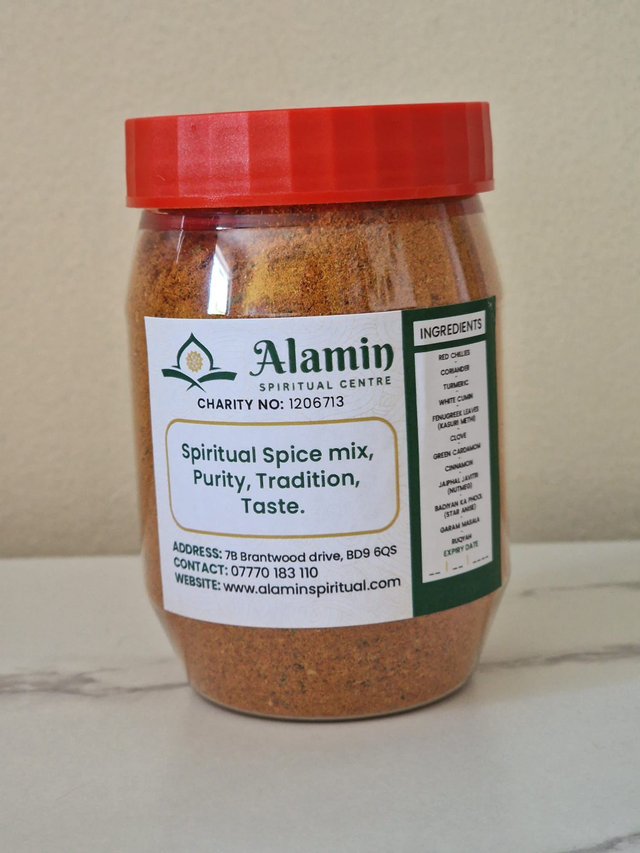 Alamin
SPIRITUAL CENTRE
CHARITY NO: 1206713
Spiritual Spice mix,
Purity, Tradition,
Taste.
ADDRESS: 7B Brantwood drive, BD9 6QS
CONTACT: 07770 183 110
WEBSITE: www.alaminspiritual.com
INGREDIENTS
RED CHILLIES
CORIANDER
TURMERIC
WHITE CUMIN
FENUGREEK LEAVES
(KASURI METHI)
CLOVE
GREEN CARDAMOM
CINNAMON
JAIPHAL JAVITRI
(NUTMEG)
BADIYAN KA PHOOL
(STAR ANISE)
GARAM MASALA
RUQYAH
EXPIRY DATE